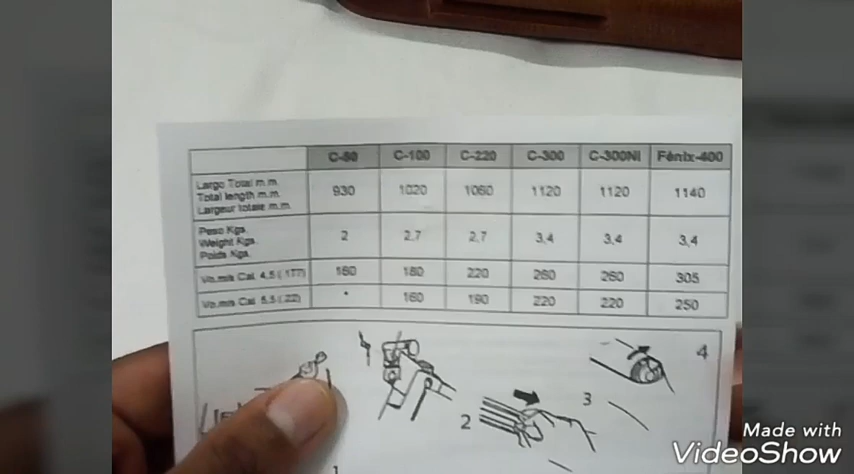 C-80 C-100 C-220 C-300 C-300NI Fénix-400
Largo Total m.m.
Total length m.m.
Largeur totale m.m.
930 1020 1060 1120 1120 1140
Peso Kgs.
Weight Kgs.
Poids Kgs.
2 2,7 2,7 3,4 3,4 3,4
Vo.m/s Cal. 4,5 (.177) 160 180 220 260 260 305
Vo.m/s Cal. 5,5 (.22) * 160 190 220 220 250
4
3
2
1
Made with
VideoShow